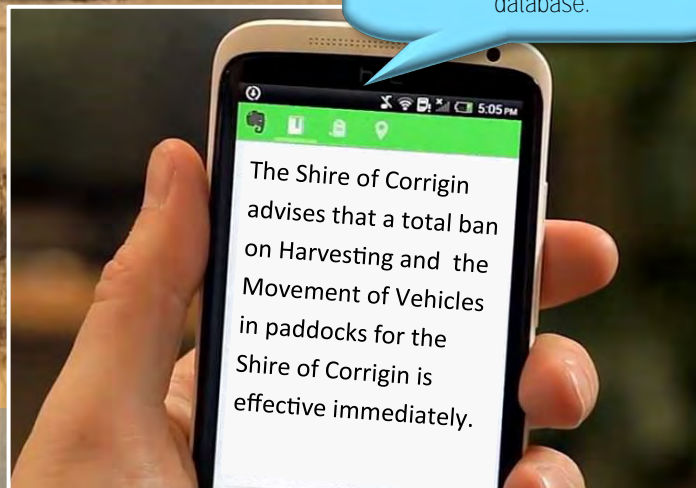 database.
5:05 PM
The Shire of Corrigin
advises that a total ban
on Harvesting and the
Movement of Vehicles
in paddocks for the
Shire of Corrigin is
effective immediately.